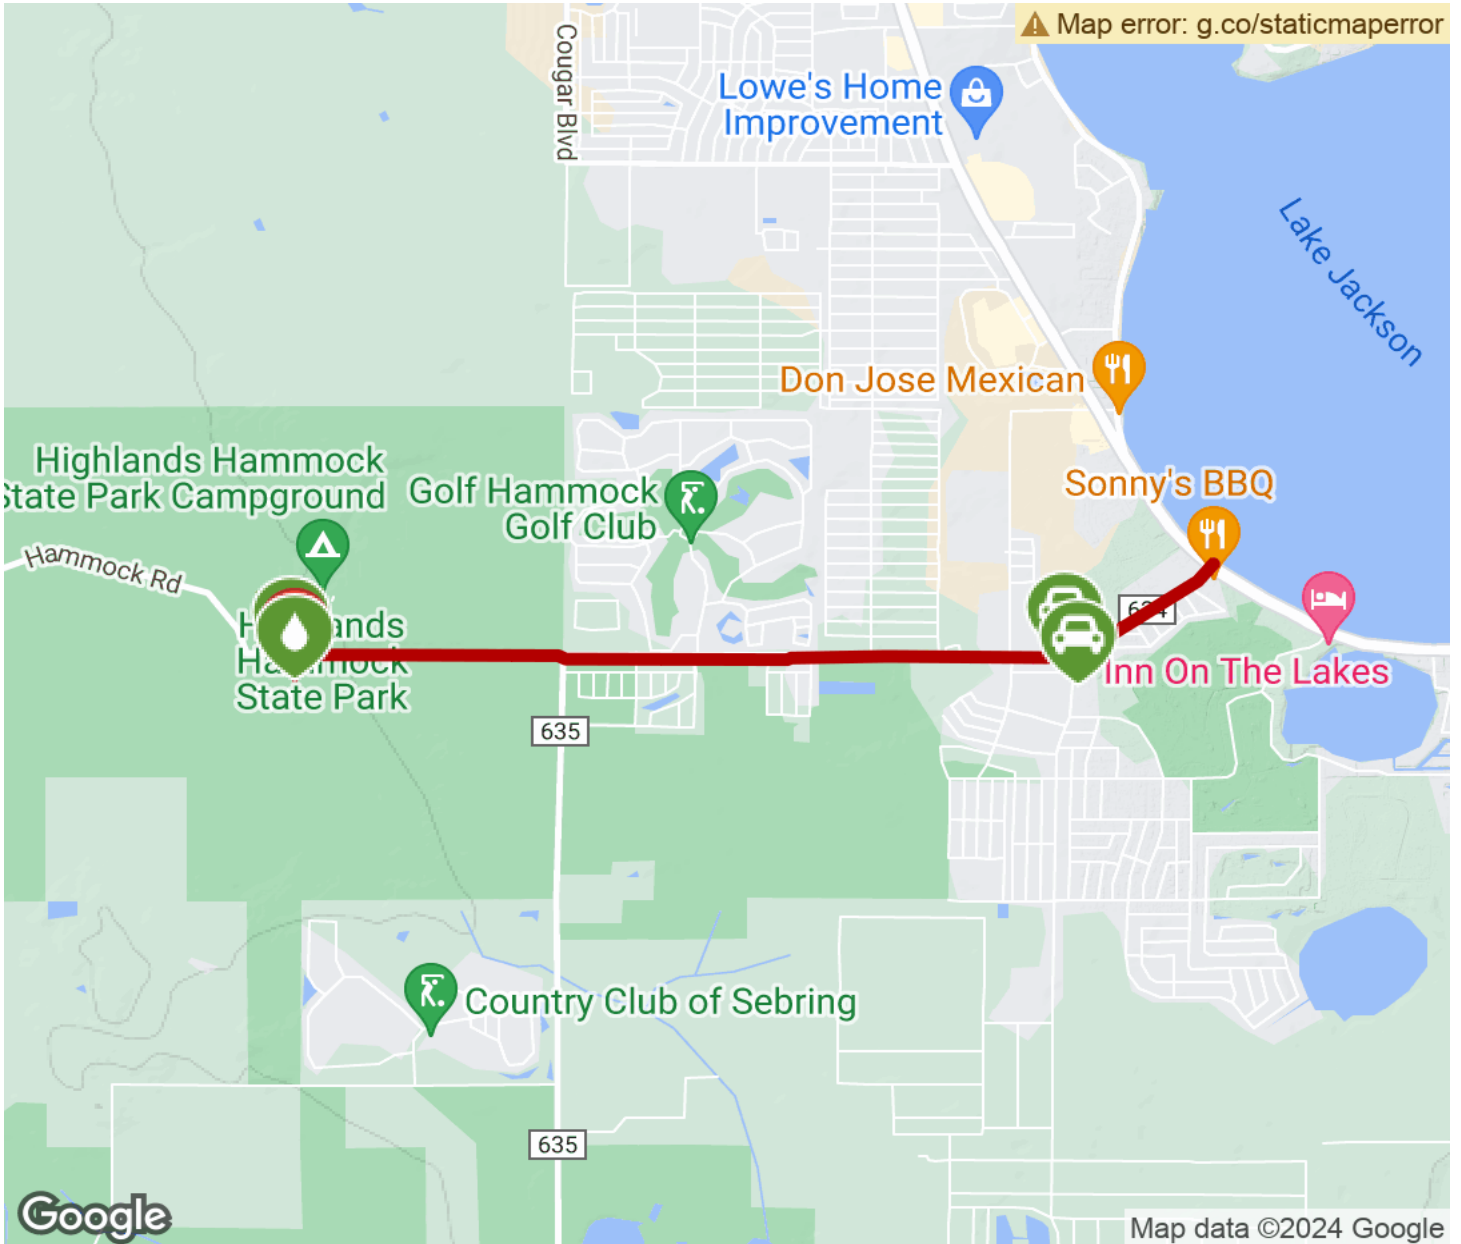 Map error: g.co/staticmaperror
Cougar Blvd
Lowe's Home
Improvement
Lake Jackson
Don Jose Mexican
Highlands Hammock
State Park Campground
Golf Hammock
Golf Club
Sonny's BBQ
Hammock Rd
State Park
Inn On The Lakes
635
Country Club of Sebring
635
Google
Map data ©2024 Google